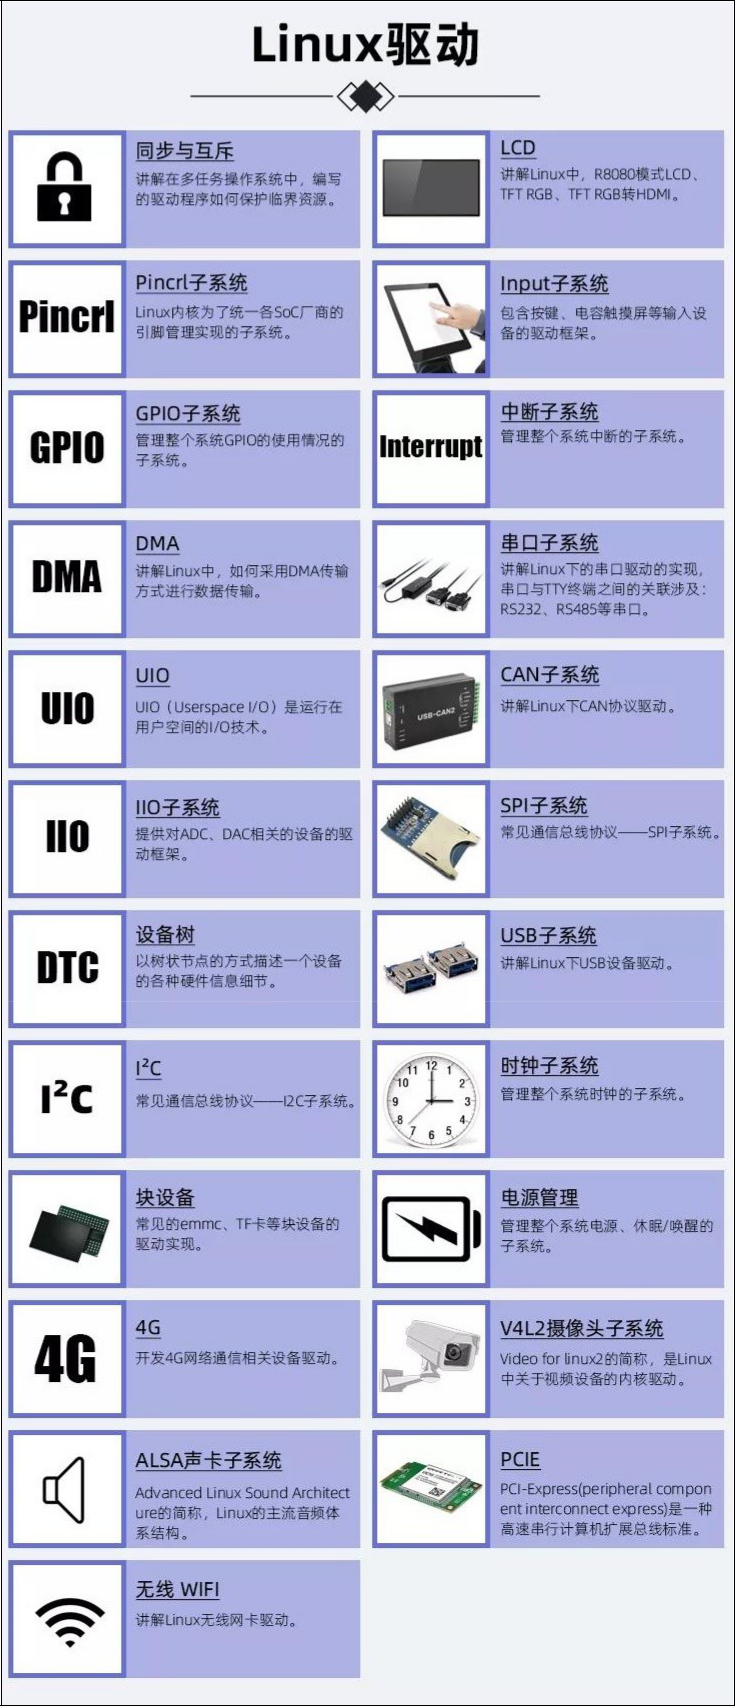 Linux驱动
同步与互斥
讲解在多任务操作系统中，编写
的驱动程序如何保护临界资源。
LCD
讲解Linux中，R8080模式LCD、
TFT RGB、TFT RGB转HDMI。
Pincrl
Pincrl子系统
Linux内核为了统一各SoC厂商的
引脚管理实现的子系统。
Input子系统
包含按键、电容触摸屏等输入设
备的驱动框架。
GPIO
GPIO子系统
管理整个系统GPIO的使用情况的
子系统。
Interrupt
中断子系统
管理整个系统中断的子系统。
DMA
DMA
讲解Linux中，如何采用DMA传输
方式进行数据传输。
串口子系统
讲解Linux下的串口驱动的实现，
串口与TTY终端之间的关联涉及：
RS232、RS485等串口。
UIO
UIO
UIO（Userspace I/O）是运行在
用户空间的I/O技术。
USB-CAN2
CAN子系统
讲解Linux下CAN协议驱动。
IIO
IIO子系统
提供对ADC、DAC相关的设备的驱
动框架。
SPI子系统
常见通信总线协议——SPI子系统。
DTC
设备树
以树状节点的方式描述一个设备
的各种硬件信息细节。
USB子系统
讲解Linux下USB设备驱动。
I²C
I²C
常见通信总线协议——I2C子系统。
12
1
2
3
4
5
6
7
8
9
10
11
时钟子系统
管理整个系统时钟的子系统。
块设备
常见的emmc、TF卡等块设备的
驱动实现。
电源管理
管理整个系统电源、休眠/唤醒的
子系统。
4G
4G
开发4G网络通信相关设备驱动。
V4L2摄像头子系统
Video for linux2的简称，是Linux
中关于视频设备的内核驱动。
ALSA声卡子系统
Advanced Linux Sound Architect
ure的简称，Linux的主流音频体
系结构。
PCIE
PCI-Express(peripheral compon
ent interconnect express)是一种
高速串行计算机扩展总线标准。
无线 WIFI
讲解Linux无线网卡驱动。